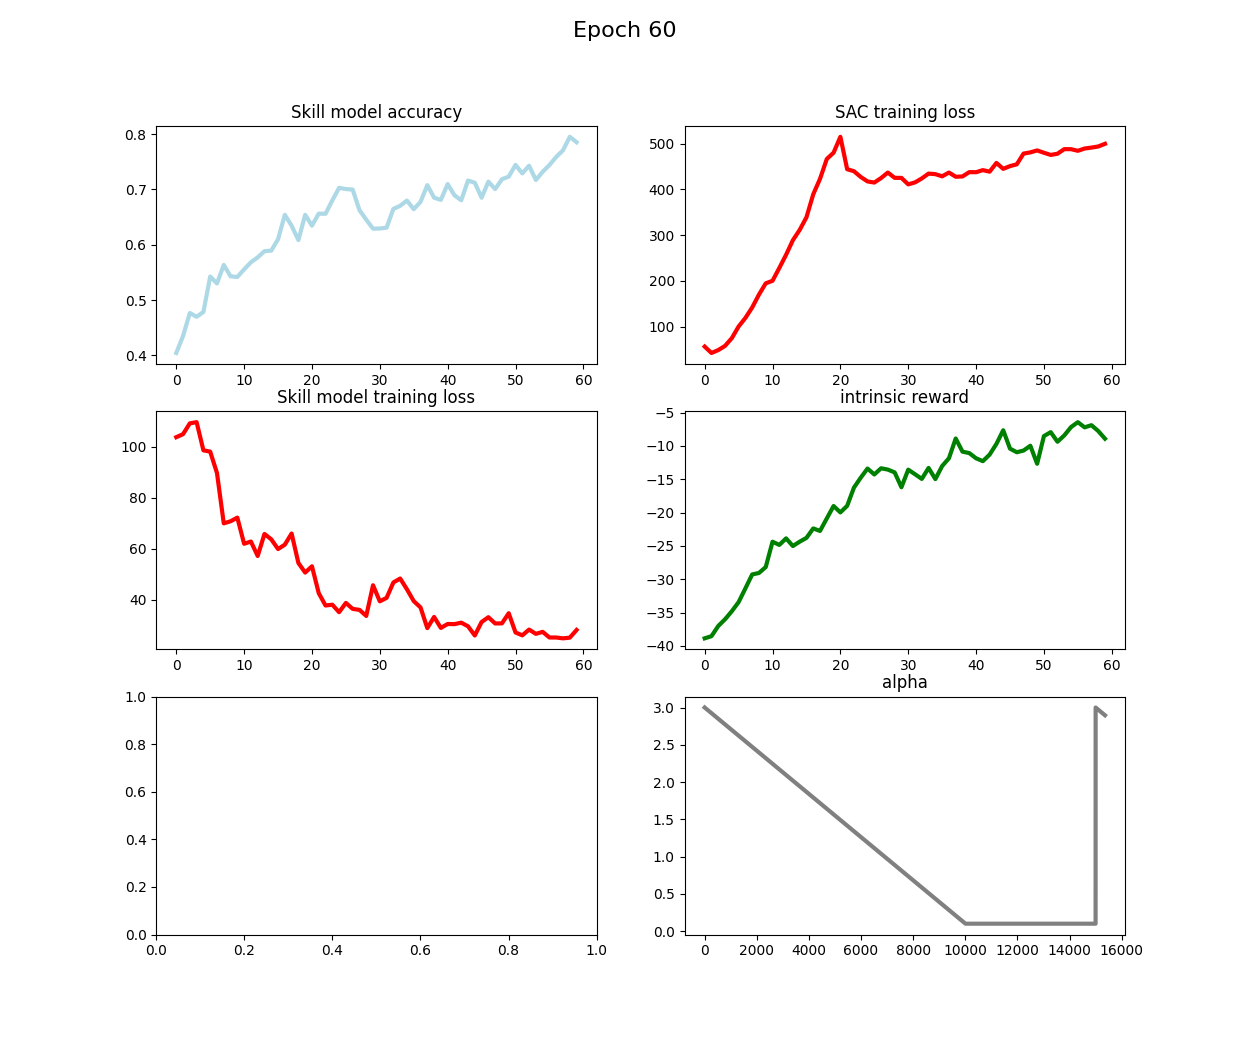 Epoch 60
Skill model accuracy
0.8
0.7
0.6
0.5
0.4
0 10 20 30 40 50 60
SAC training loss
500
400
300
200
100
0 10 20 30 40 50 60
Skill model training loss
100
80
60
40
0 10 20 30 40 50 60
intrinsic reward
−5
−10
−15
−20
−25
−30
−35
−40
0 10 20 30 40 50 60
1.0
0.8
0.6
0.4
0.2
0.0
0.0 0.2 0.4 0.6 0.8 1.0
alpha
3.0
2.5
2.0
1.5
1.0
0.5
0.0
0 2000 4000 6000 8000 10000 12000 14000 16000